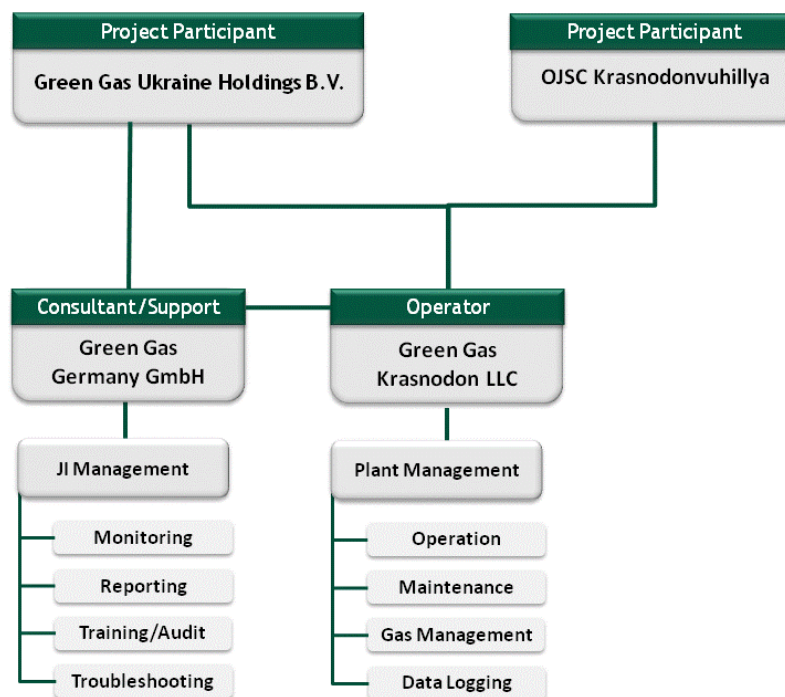 Project Participant
Green Gas Ukraine Holdings B.V.
Project Participant
OJSC Krasnodonvuhillya
Consultant/Support
Green Gas
Germany GmbH
Operator
Green Gas
Krasnodon LLC
JI Management
Monitoring
Reporting
Training/Audit
Troubleshooting
Plant Management
Operation
Maintenance
Gas Management
Data Logging